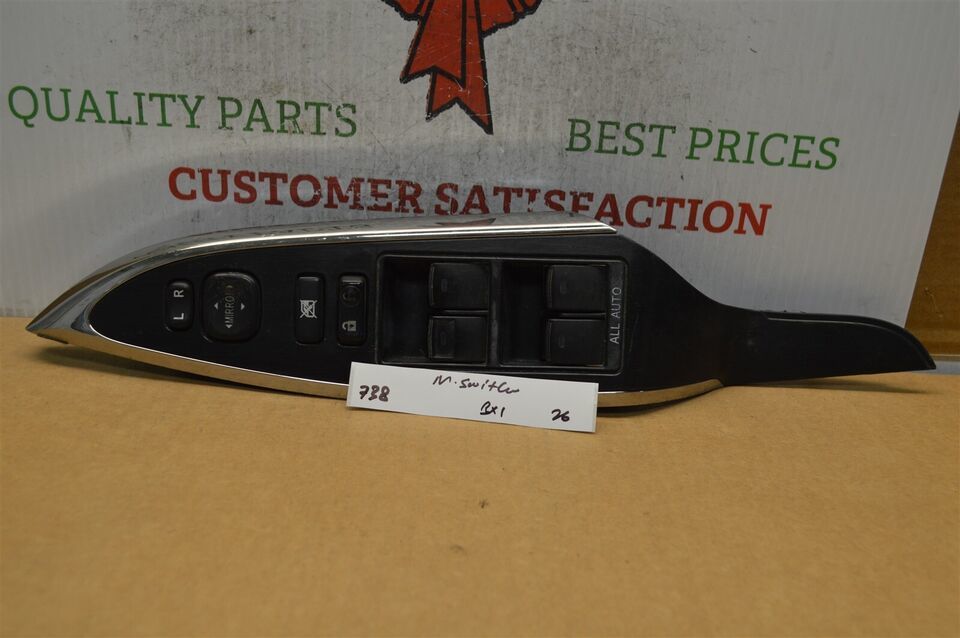 QUALITY PARTS
BEST PRICES
CUSTOMER SATISFACTION
L R
MIRROR
ALL AUTO
738
M. Switch
BX1
26